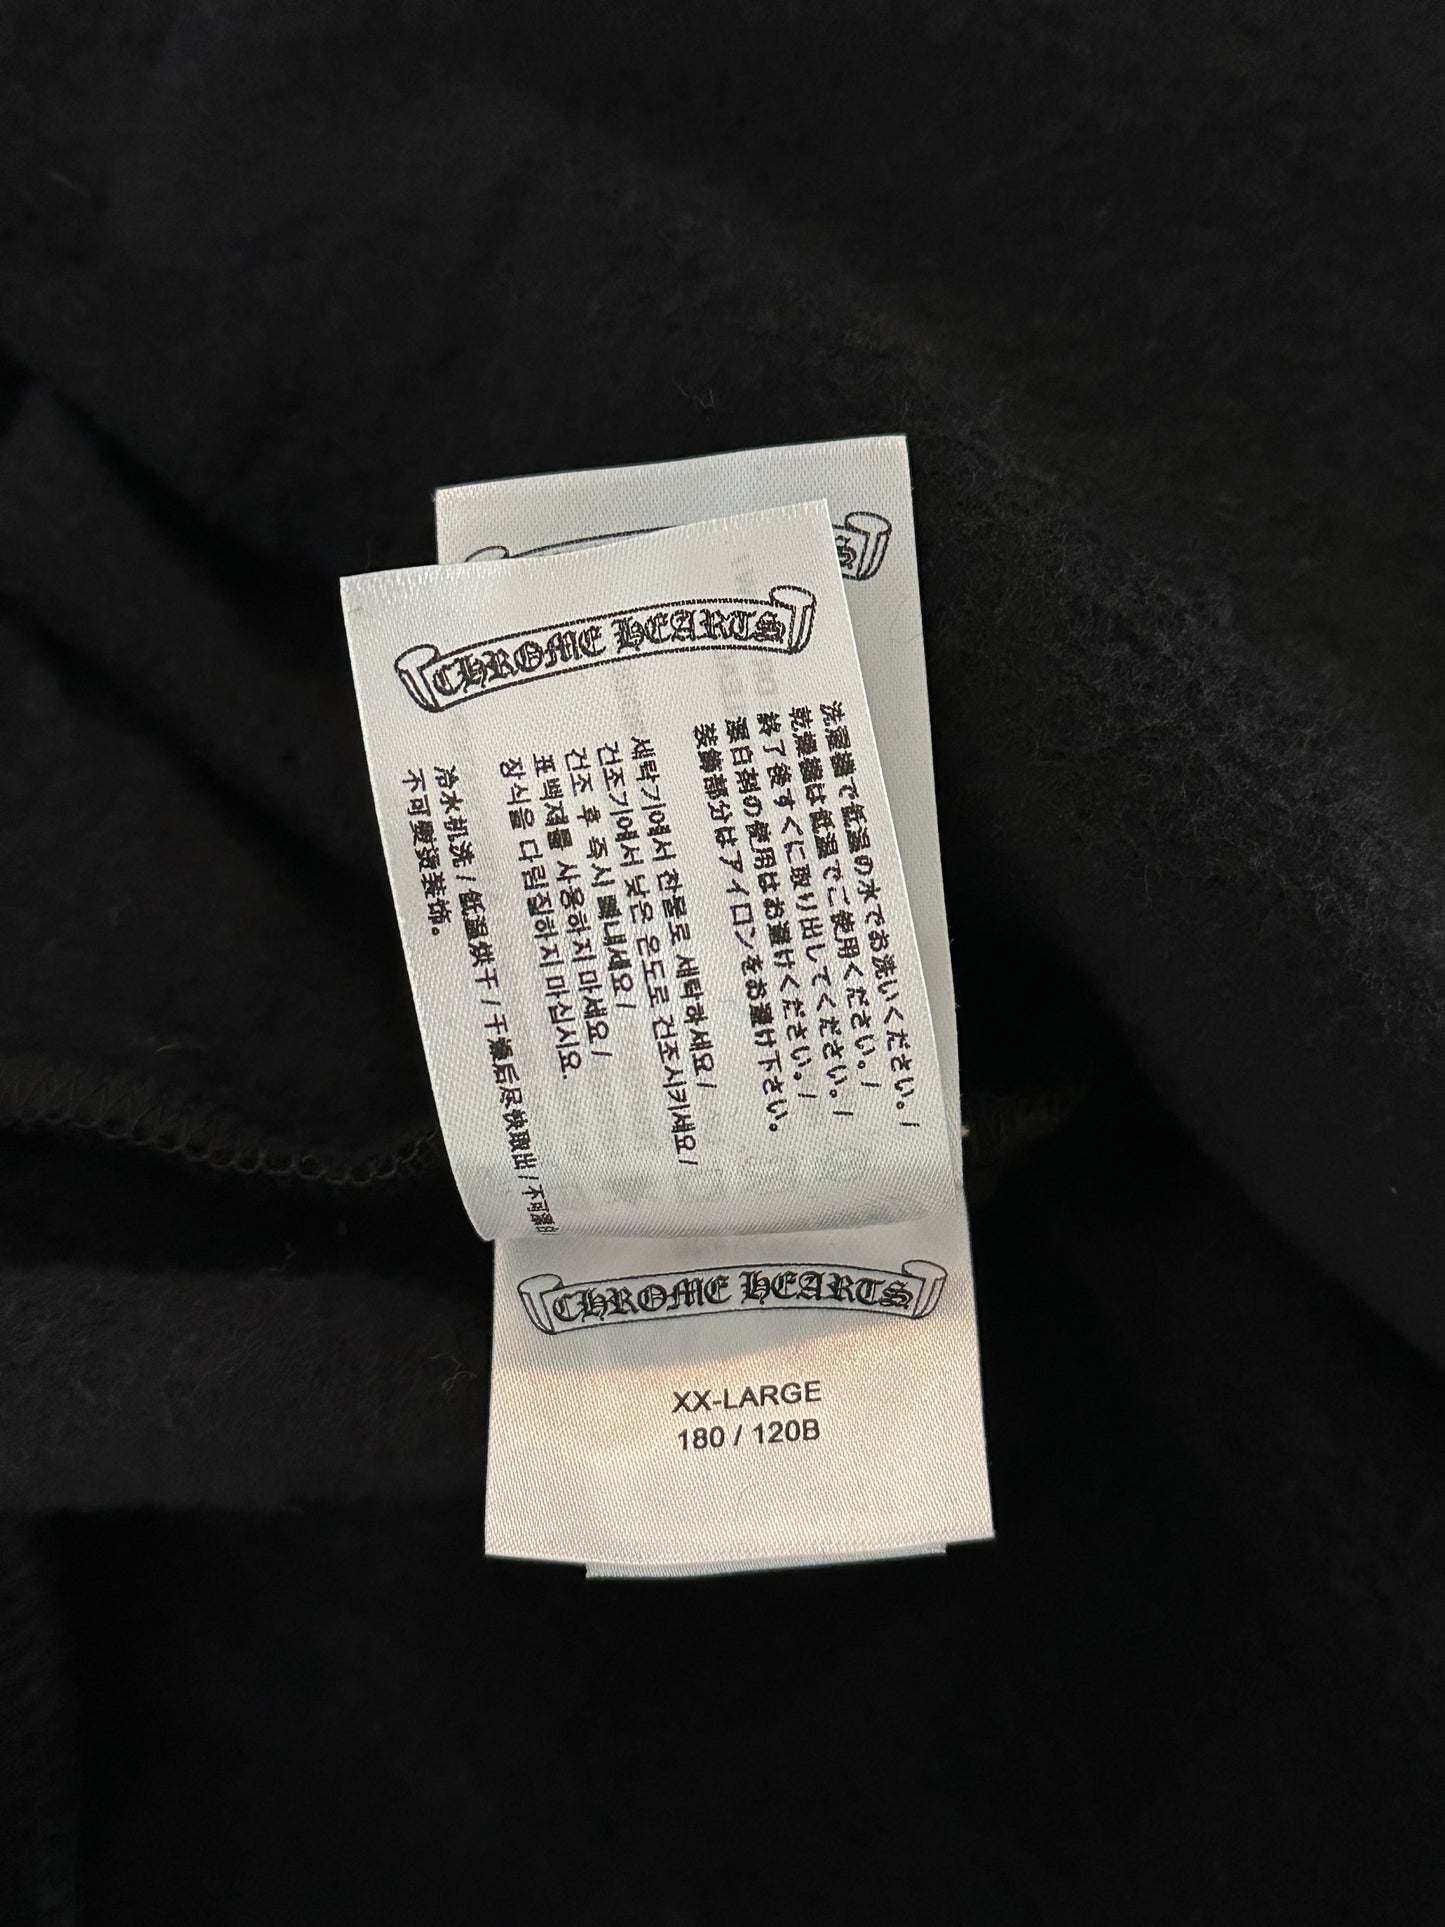 CHROME HEARTS
洗濯機で低温の水でお洗いください。/
乾燥機は低温でご使用ください。/
終了後すぐに取り出してください。/
漂白剤の使用はお避けください。/
装飾部分はアイロンをお避け下さい。
세탁기에서 찬물로 세탁하세요 /
건조기에서 낮은 온도로 건조시키세요 /
건조 후 즉시 빼내세요 /
표백제를 사용하지 마세요 /
장식을 다림질하지 마십시요.
冷水机洗 / 低温烘干 / 干燥后尽快取出 / 不可漂白
不可熨烫装饰。
CHROME HEARTS
XX-LARGE
180 / 120B